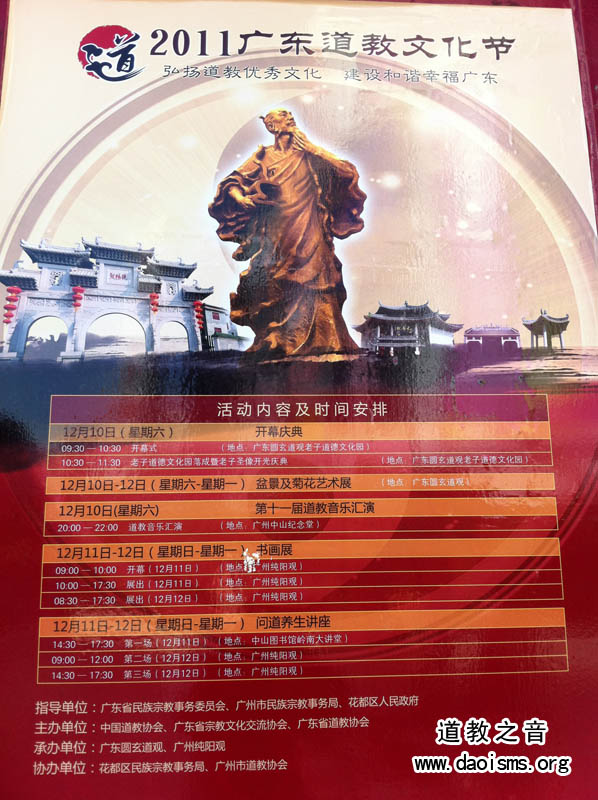 道 2011广东道教文化节
弘扬道教优秀文化 建设和谐幸福广东
活动内容及时间安排
12月10日(星期六) 开幕庆典
09:30 — 10:30 开幕式 (地点:广东圆玄道观老子道德文化园)
10:30 — 11:30 老子道德文化园落成暨老子圣像开光庆典 (地点:广东圆玄道观老子道德文化园)
12月10日-12日(星期六-星期一) 盆景及菊花艺术展 (地点:广东圆玄道观)
12月10日(星期六) 第十一届道教音乐汇演
20:00 — 22:00 道教音乐汇演 (地点:广州中山纪念堂)
12月11日-12日(星期日-星期一) 书画展
09:00 — 10:00 开幕(12月11日) (地点:广州纯阳观)
10:00 — 17:30 展出(12月11日) (地点:广州纯阳观)
08:30 — 17:30 展出(12月12日) (地点:广州纯阳观)
12月11日-12日(星期日-星期一) 问道养生讲座
14:30 — 17:30 第一场(12月11日) (地点:中山图书馆岭南大讲堂)
09:00 — 12:00 第二场(12月12日) (地点:广州纯阳观)
14:30 — 17:30 第三场(12月12日) (地点:广州纯阳观)
指导单位:广东省民族宗教事务委员会、广州市民族宗教事务局、花都区人民政府
主办单位:中国道教协会、广东省宗教文化交流协会、广东省道教协会
承办单位:广东圆玄道观、广州纯阳观
协办单位:花都区民族宗教事务局、广州市道教协会
道教之音
www.daoisms.org